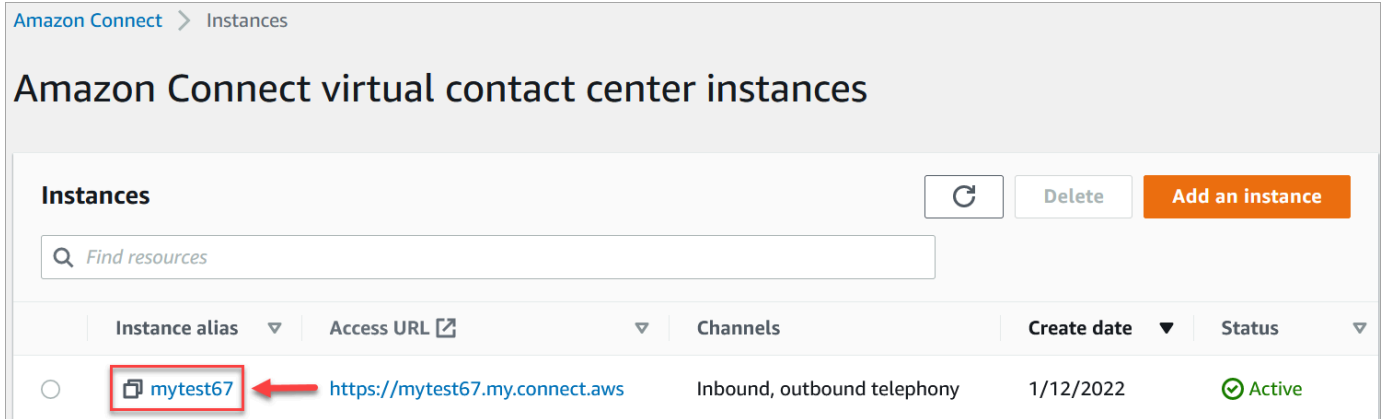 Amazon Connect > Instances
Amazon Connect virtual contact center instances
Instances
Delete
Add an instance
Find resources
Instance alias Access URL Channels Create date Status
mytest67 https://mytest67.my.connect.aws Inbound, outbound telephony 1/12/2022 Active